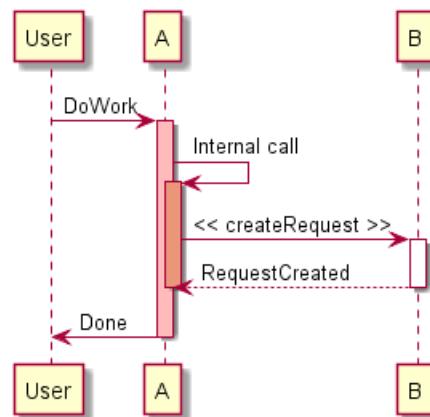 User A B
DoWork
Internal call
<< createRequest >>
RequestCreated
Done
User A B